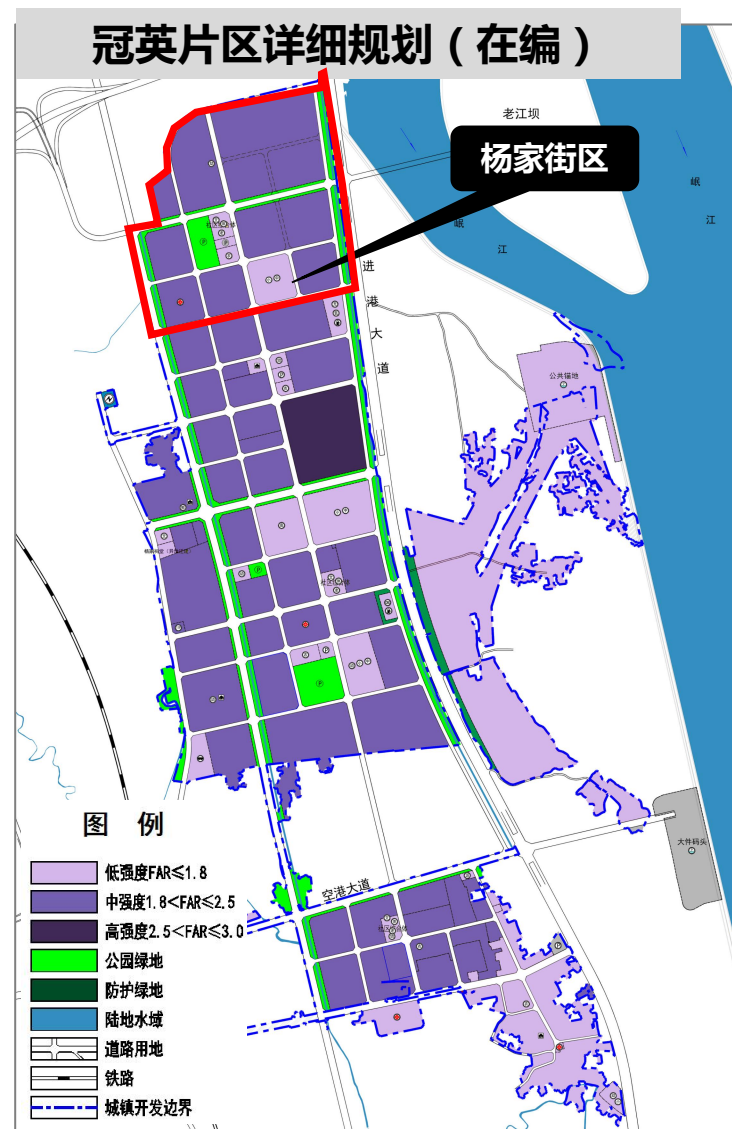 冠英片区详细规划（在编）
老江坝
杨家街区
岷
江
岷
江
进
港
大
道
公共锚地
大件码头
空港大道
图 例
低强度FAR≤1.8
中强度1.8<FAR≤2.5
高强度2.5<FAR≤3.0
公园绿地
防护绿地
陆地水域
道路用地
铁路
城镇开发边界